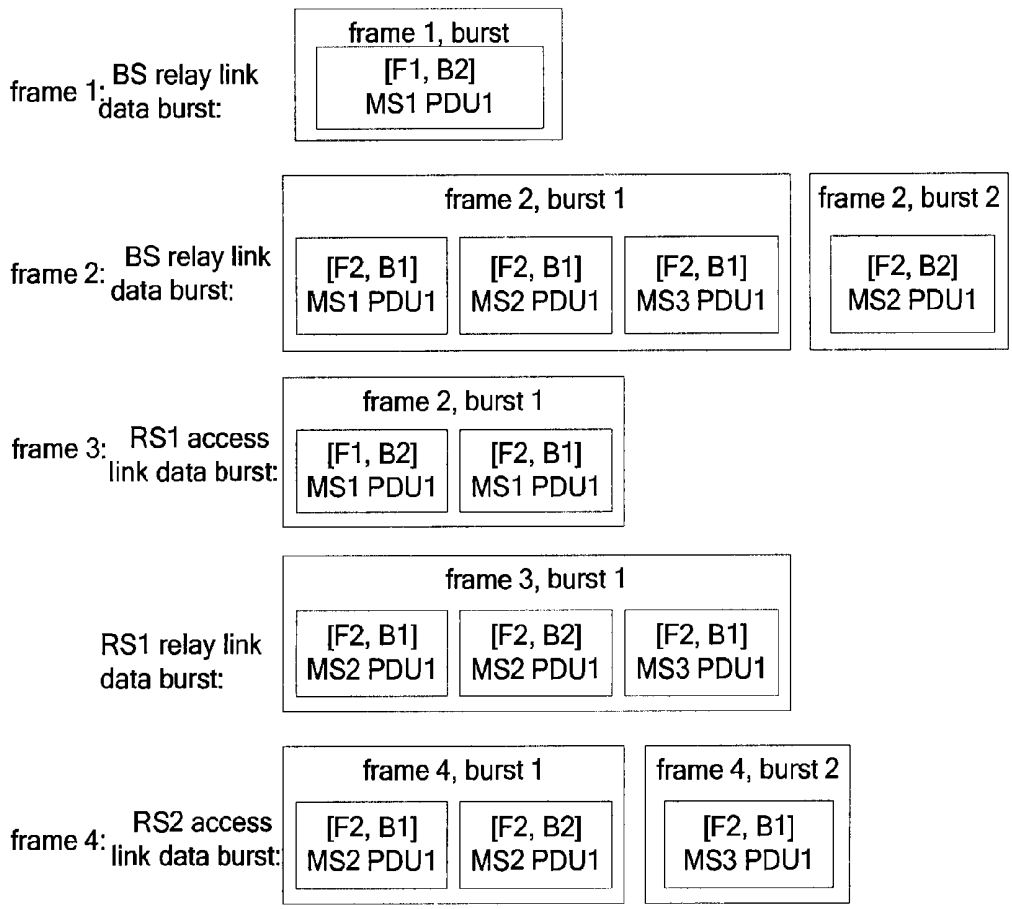 frame 1, burst
frame 1: BS relay link
data burst:
[F1, B2]
MS1 PDU1
frame 2, burst 1
frame 2, burst 2
frame 2: BS relay link
data burst:
[F2, B1]
MS1 PDU1
[F2, B1]
MS2 PDU1
[F2, B1]
MS3 PDU1
[F2, B2]
MS2 PDU1
frame 2, burst 1
frame 3: RS1 access
link data burst:
[F1, B2]
MS1 PDU1
[F2, B1]
MS1 PDU1
frame 3, burst 1
RS1 relay link
data burst:
[F2, B1]
MS2 PDU1
[F2, B2]
MS2 PDU1
[F2, B1]
MS3 PDU1
frame 4, burst 1
frame 4, burst 2
frame 4: RS2 access
link data burst:
[F2, B1]
MS2 PDU1
[F2, B2]
MS2 PDU1
[F2, B1]
MS3 PDU1